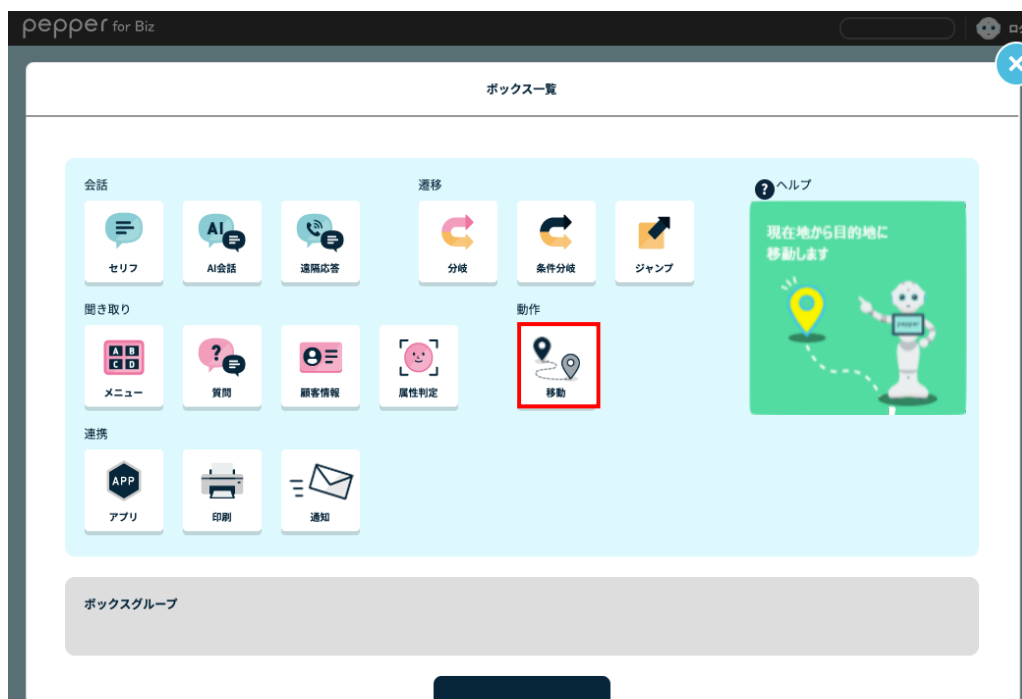 pepper for Biz
ボックス一覧
会話
セリフ
AI
AI会話
遠隔応答
遷移
分岐
条件分岐
ジャンプ
?ヘルプ
現在地から目的地に
移動します
pepper
聞き取り
A B
C D
メニュー
?
質問
顧客情報
属性判定
動作
移動
連携
APP
アプリ
印刷
通知
ボックスグループ